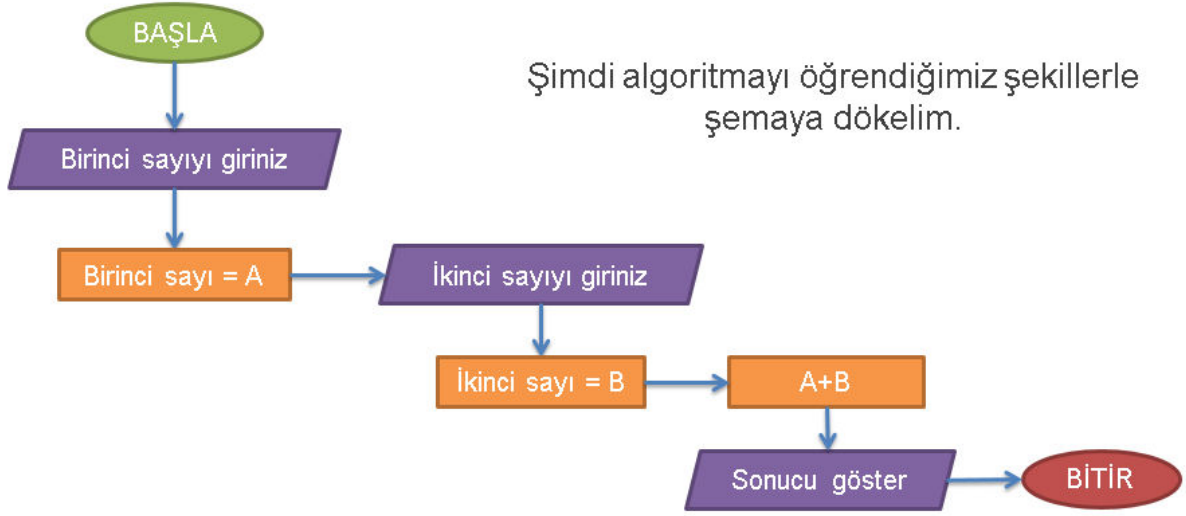 BAŞLA
Şimdi algoritmayı öğrendiğimiz şekillerle
şemaya dökelim.
Birinci sayıyı giriniz
Birinci sayı = A
İkinci sayıyı giriniz
İkinci sayı = B
A+B
Sonucu göster
BİTİR